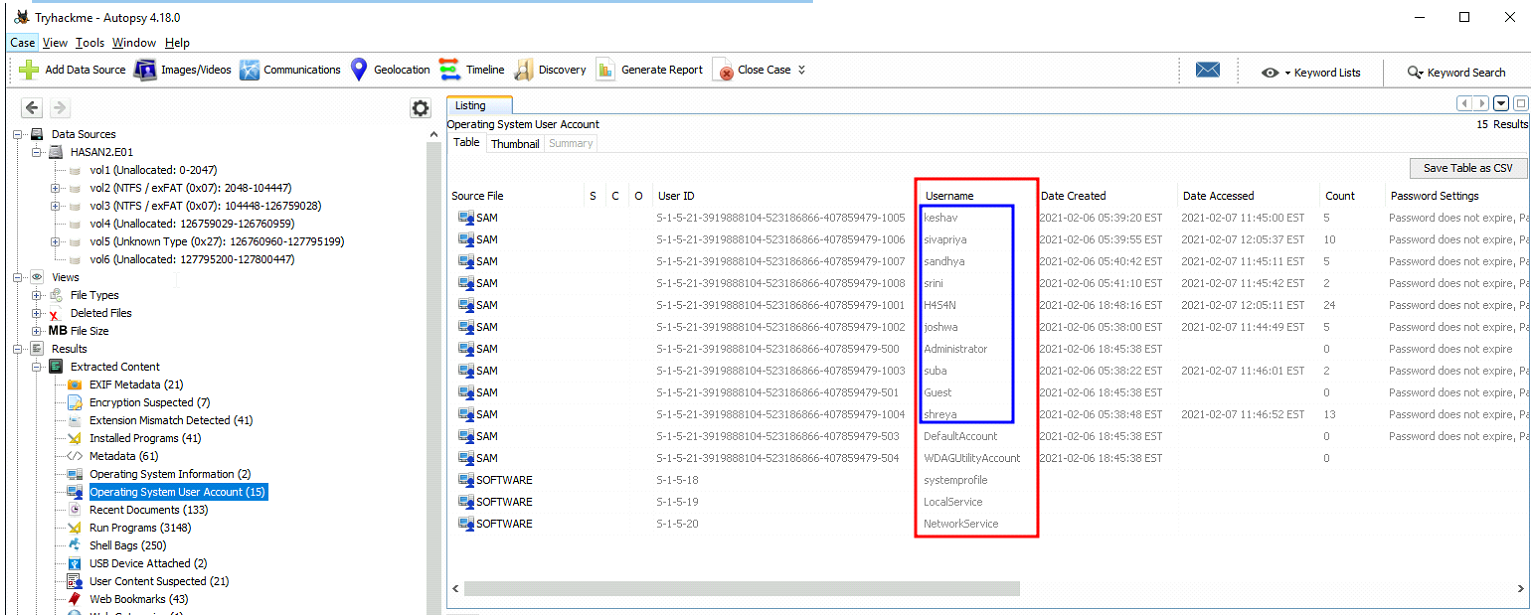 Tryhackme - Autopsy 4.18.0
Case View Tools Window Help
Add Data Source Images/Videos Communications Geolocation Timeline Discovery Generate Report Close Case Keyword Lists Keyword Search
Data Sources
HASAN2.E01
vol1 (Unallocated: 0-2047)
vol2 (NTFS / exFAT (0x07): 2048-104447)
vol3 (NTFS / exFAT (0x07): 104448-126759028)
vol4 (Unallocated: 126759029-126760959)
vol5 (Unknown Type (0x27): 126760960-127795199)
vol6 (Unallocated: 127795200-127800447)
Views
File Types
Deleted Files
MB File Size
Results
Extracted Content
EXIF Metadata (21)
Encryption Suspected (7)
Extension Mismatch Detected (41)
Installed Programs (41)
Metadata (61)
Operating System Information (2)
Operating System User Account (15)
Recent Documents (133)
Run Programs (3148)
Shell Bags (250)
USB Device Attached (2)
User Content Suspected (21)
Web Bookmarks (43)
Listing
Operating System User Account 15 Results
Table Thumbnail Summary
Save Table as CSV
Source File S C O User ID Username Date Created Date Accessed Count Password Settings
SAM S-1-5-21-3919888104-523186866-407859479-1005 keshav 2021-02-06 05:39:20 EST 2021-02-07 11:45:00 EST 5 Password does not expire, Pa
SAM S-1-5-21-3919888104-523186866-407859479-1006 sivapriya 2021-02-06 05:39:55 EST 2021-02-07 12:05:37 EST 10 Password does not expire, Pa
SAM S-1-5-21-3919888104-523186866-407859479-1007 sandhya 2021-02-06 05:40:42 EST 2021-02-07 11:45:11 EST 5 Password does not expire, Pa
SAM S-1-5-21-3919888104-523186866-407859479-1008 srini 2021-02-06 05:41:10 EST 2021-02-07 11:45:42 EST 2 Password does not expire, Pa
SAM S-1-5-21-3919888104-523186866-407859479-1001 H4S4N 2021-02-06 18:48:16 EST 2021-02-07 12:05:11 EST 24 Password does not expire, Pa
SAM S-1-5-21-3919888104-523186866-407859479-1002 joshwa 2021-02-06 05:38:00 EST 2021-02-07 11:44:49 EST 5 Password does not expire, Pa
SAM S-1-5-21-3919888104-523186866-407859479-500 Administrator 2021-02-06 18:45:38 EST 0 Password does not expire
SAM S-1-5-21-3919888104-523186866-407859479-1003 suba 2021-02-06 05:38:22 EST 2021-02-07 11:46:01 EST 2 Password does not expire, Pa
SAM S-1-5-21-3919888104-523186866-407859479-501 Guest 2021-02-06 18:45:38 EST 0 Password does not expire, Pa
SAM S-1-5-21-3919888104-523186866-407859479-1004 shreya 2021-02-06 05:38:48 EST 2021-02-07 11:46:52 EST 13 Password does not expire, Pa
SAM S-1-5-21-3919888104-523186866-407859479-503 DefaultAccount 2021-02-06 18:45:38 EST 0 Password does not expire, Pa
SAM S-1-5-21-3919888104-523186866-407859479-504 WDAGUtilityAccount 2021-02-06 18:45:38 EST 0
SOFTWARE S-1-5-18 systemprofile
SOFTWARE S-1-5-19 LocalService
SOFTWARE S-1-5-20 NetworkService